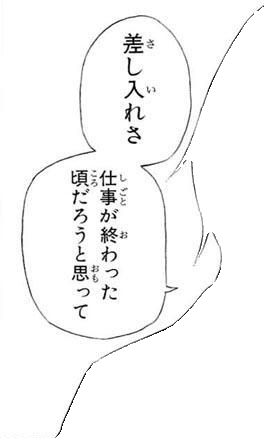 差し入れさ
仕事が終わった
頃だろうと思って